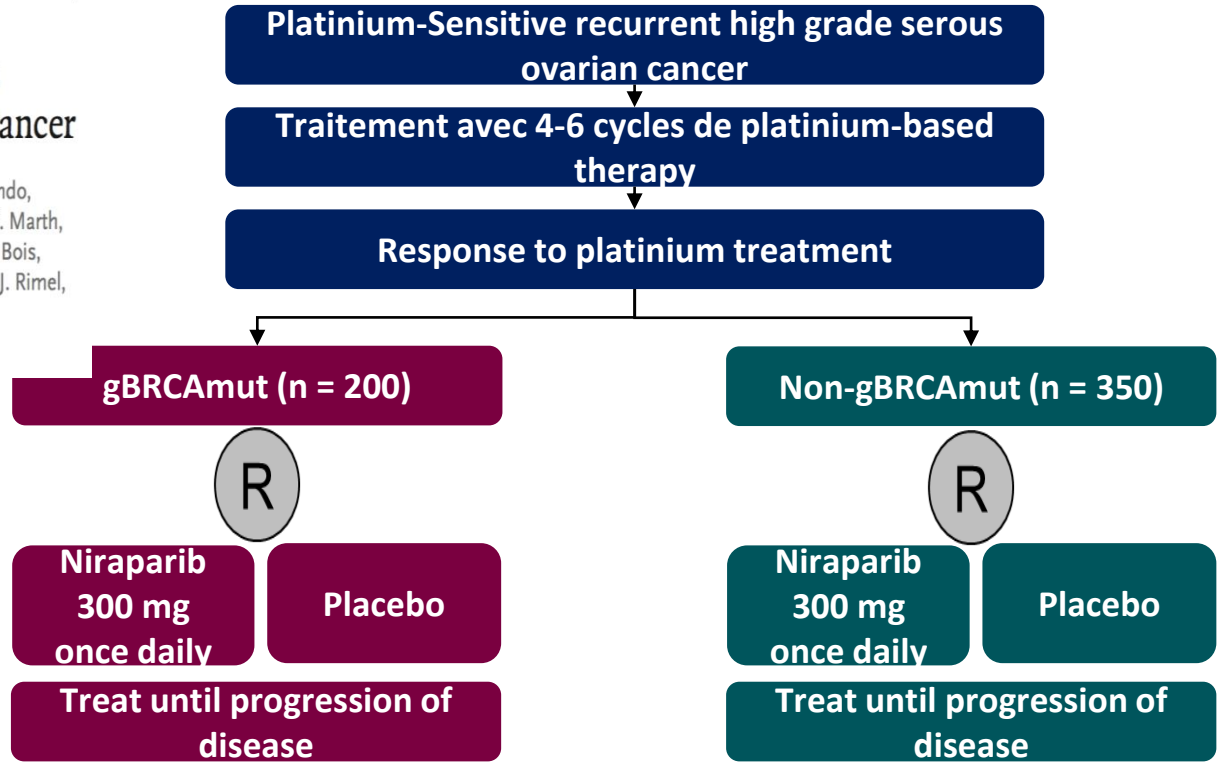 Platinium-Sensitive recurrent high grade serous
ovarian cancer
ancer
ndo,
. Marth,
Bois,
J. Rimel,
Traitement avec 4-6 cycles de platinium-based
therapy
Response to platinium treatment
gBRCAmut (n = 200)
Non-gBRCAmut (n = 350)
R
R
Niraparib
300 mg
once daily
Placebo
Niraparib
300 mg
once daily
Placebo
Treat until progression of
disease
Treat until progression of
disease